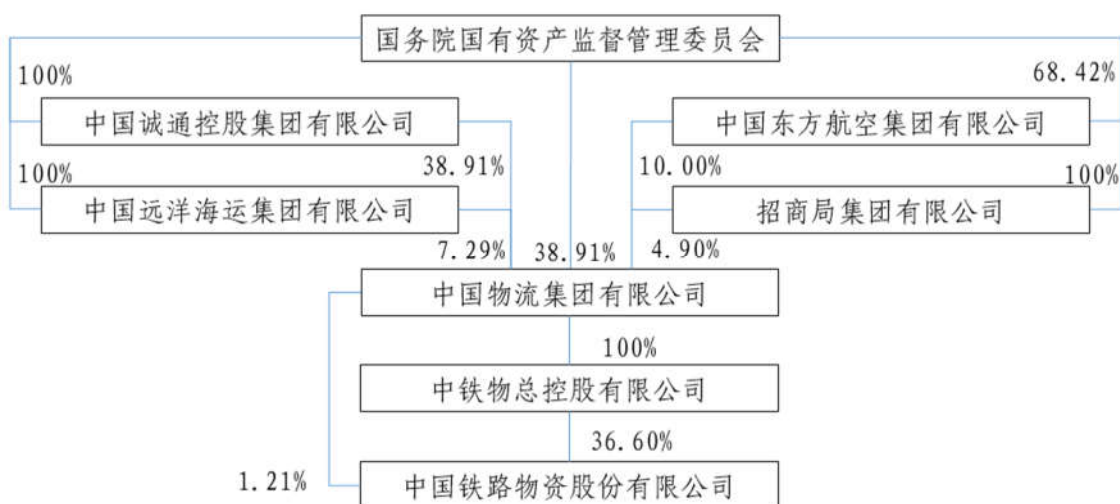 国务院国有资产监督管理委员会
100%
68.42%
中国诚通控股集团有限公司
中国东方航空集团有限公司
100%
38.91%
10.00%
100%
中国远洋海运集团有限公司
招商局集团有限公司
7.29%
38.91%
4.90%
中国物流集团有限公司
100%
中铁物总控股有限公司
36.60%
1.21%
中国铁路物资股份有限公司